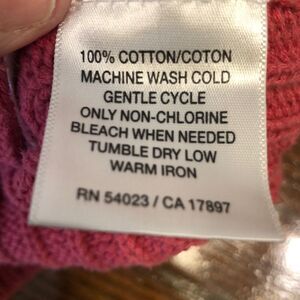 100% COTTON/COTON
MACHINE WASH COLD
GENTLE CYCLE
ONLY NON-CHLORINE
BLEACH WHEN NEEDED
TUMBLE DRY LOW
WARM IRON
RN 54023 / CA 17897